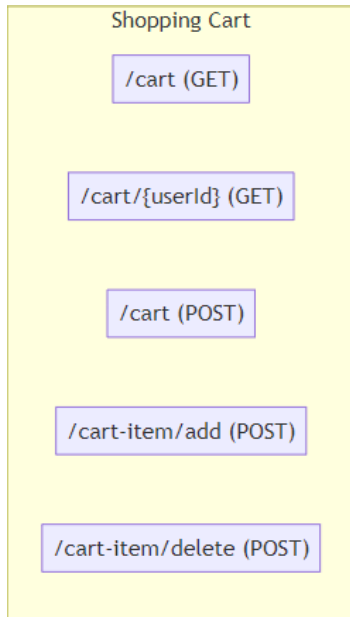 Shopping Cart
/cart (GET)
/cart/{userId} (GET)
/cart (POST)
/cart-item/add (POST)
/cart-item/delete (POST)